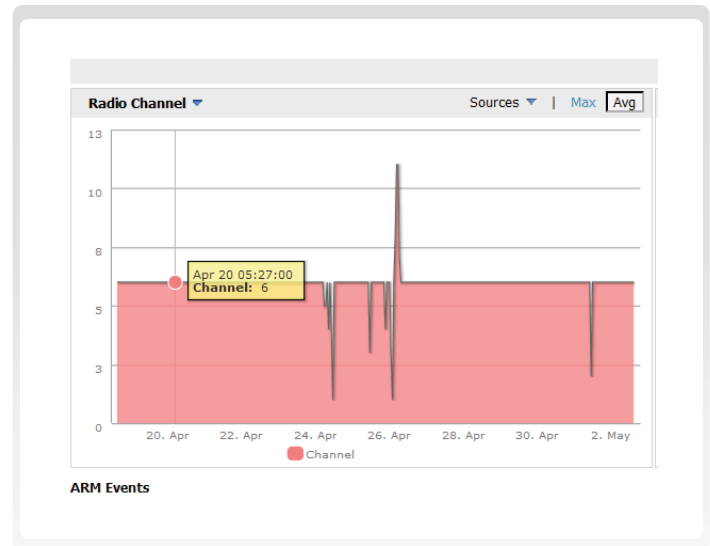 Radio Channel Sources | Max Avg
13
10
8
5
3
0
Apr 20 05:27:00
Channel: 6
20. Apr 22. Apr 24. Apr 26. Apr 28. Apr 30. Apr 2. May
Channel
ARM Events